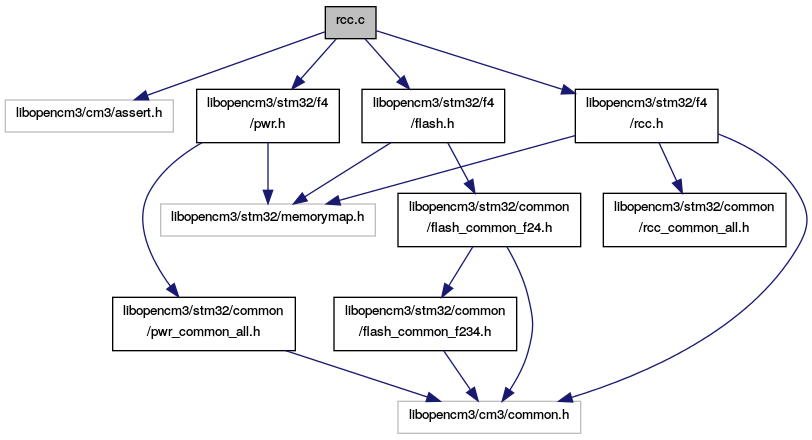 rcc.c
libopencm3/cm3/assert.h
libopencm3/stm32/f4
/pwr.h
libopencm3/stm32/f4
/flash.h
libopencm3/stm32/f4
/rcc.h
libopencm3/stm32/memorymap.h
libopencm3/stm32/common
/flash_common_f24.h
libopencm3/stm32/common
/rcc_common_all.h
libopencm3/stm32/common
/pwr_common_all.h
libopencm3/stm32/common
/flash_common_f234.h
libopencm3/cm3/common.h